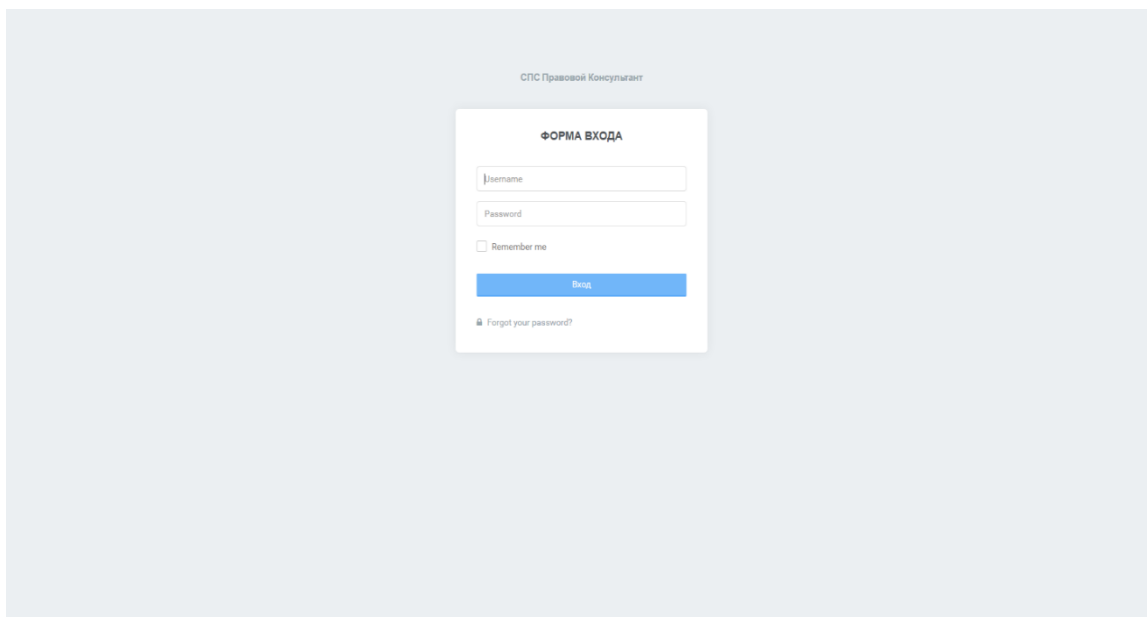 СПС Правовой Консультант
ФОРМА ВХОДА
Username
Password
Remember me
Вход
Forgot your password?